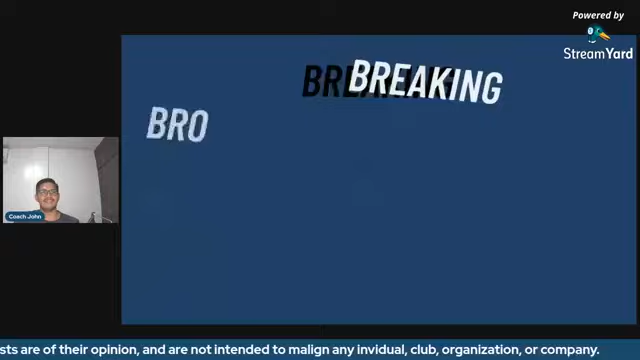 Powered by
StreamYard
BREAKING
BRO
Coach John
sts are of their opinion, and are not intended to malign any invidual, club, organization, or company.